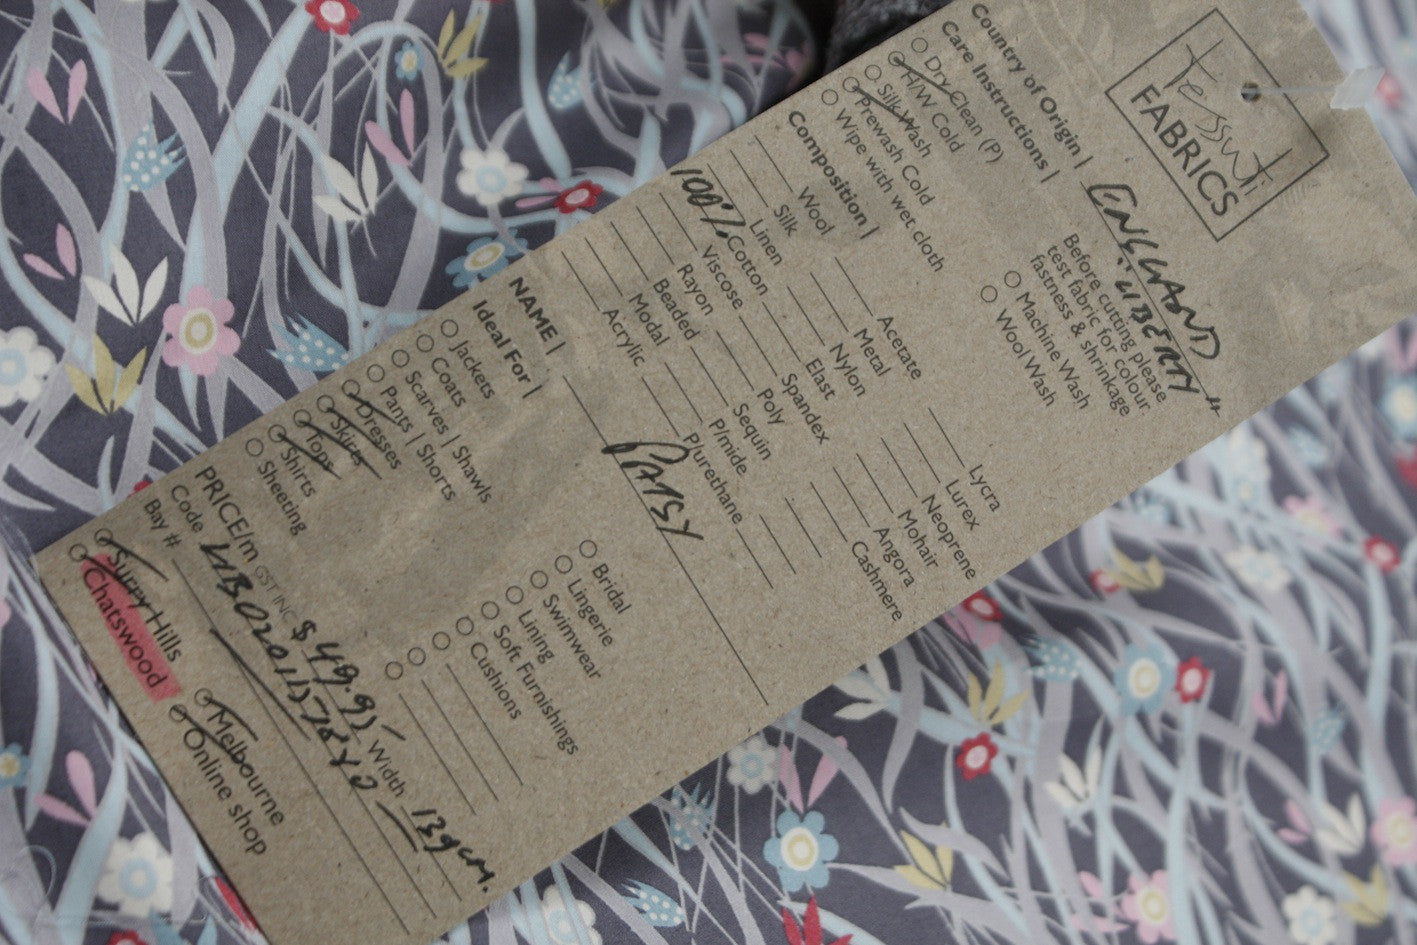 Tessuti
FABRICS
Country of Origin | ENGLAND
"LIBERTY"
Care Instructions |
Dry Clean (P)
H/W Cold
Silk Wash
Prewash Cold
Wipe with wet cloth
Before cutting please
test fabric for colour
fastness & shrinkage
Machine Wash
Wool Wash
Composition |
Wool
Silk
Linen
100% Cotton
Viscose
Rayon
Beaded
Modal
Acrylic
Acetate
Metal
Nylon
Elast
Spandex
Poly
Sequin
P/mide
P/urethane
Lycra
Lurex
Neoprene
Mohair
Angora
Cashmere
NAME | PATSY
Ideal For |
Jackets
Coats
Scarves | Shawls
Pants | Shorts
Dresses
Skirts
Tops
Shirts
Sheeting
Bridal
Lingerie
Swimwear
Lining
Soft Furnishings
Cushions
PRICE/m GST INC $49.95 Width 139cm.
Code
Bay #
Surry Hills
Chatswood
Melbourne
Online shop